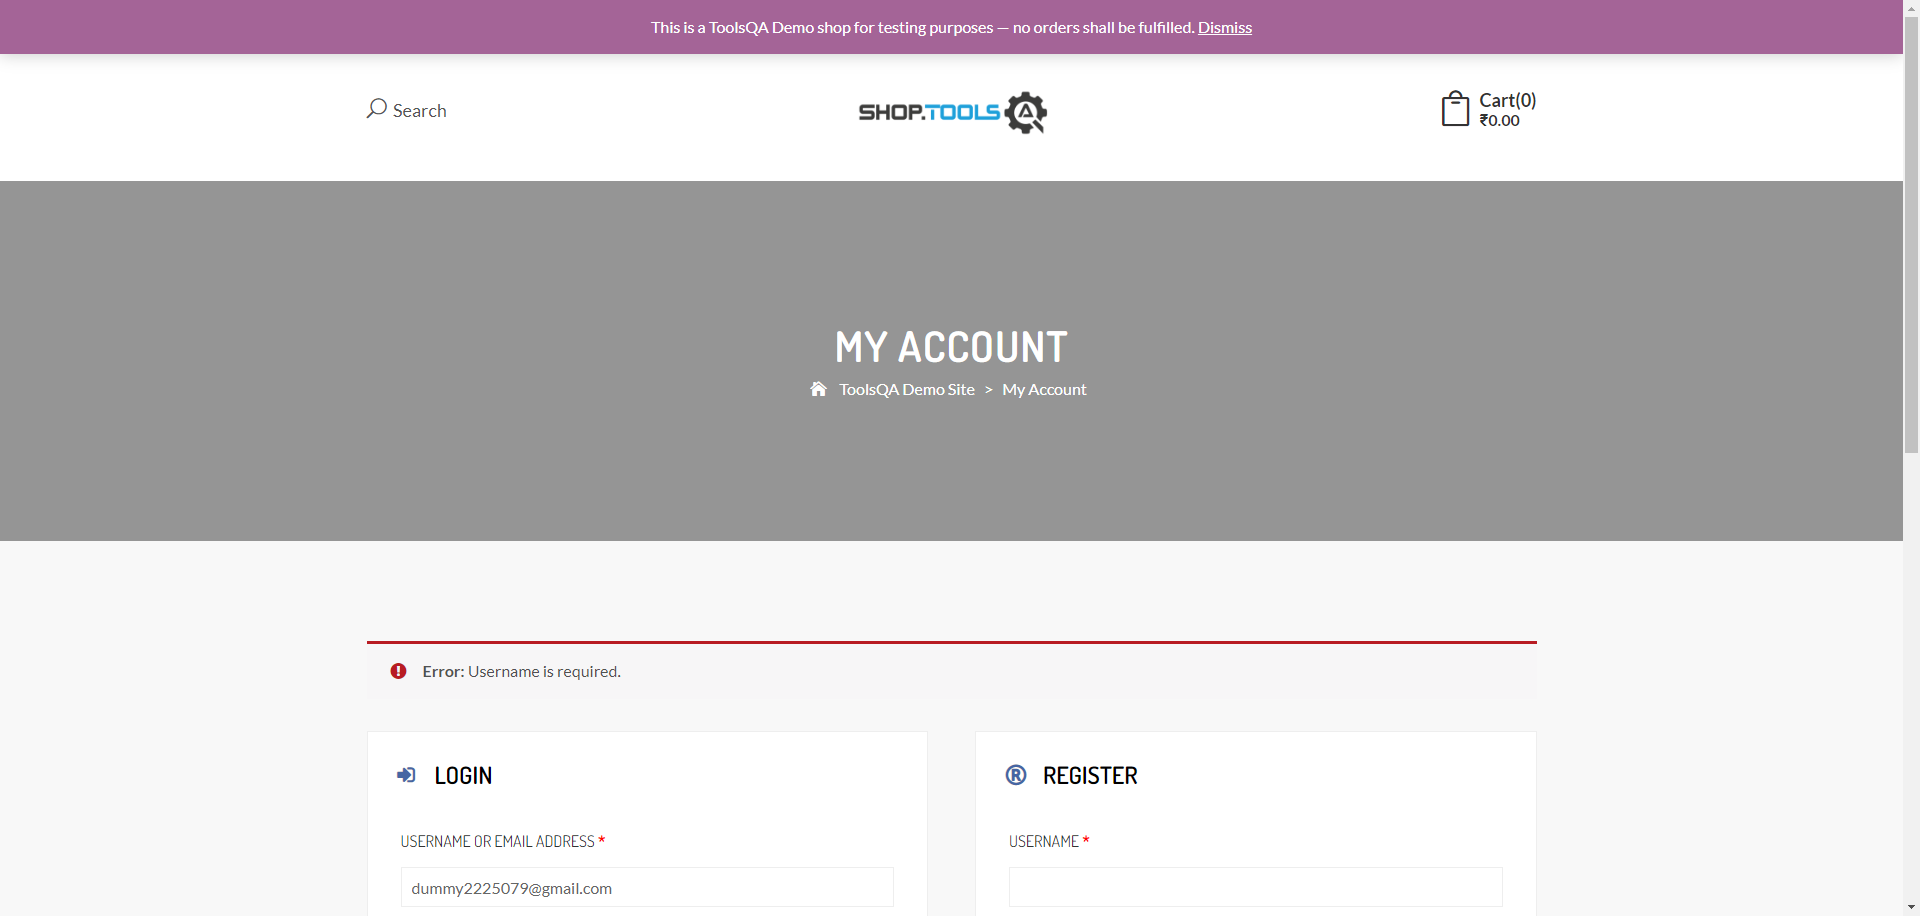 This is a ToolsQA Demo shop for testing purposes — no orders shall be fulfilled. Dismiss
Search
SHOP.TOOLS
Cart(0)
₹0.00
MY ACCOUNT
ToolsQA Demo Site > My Account
Error: Username is required.
LOGIN
REGISTER
USERNAME OR EMAIL ADDRESS *
USERNAME *
dummy2225079@gmail.com